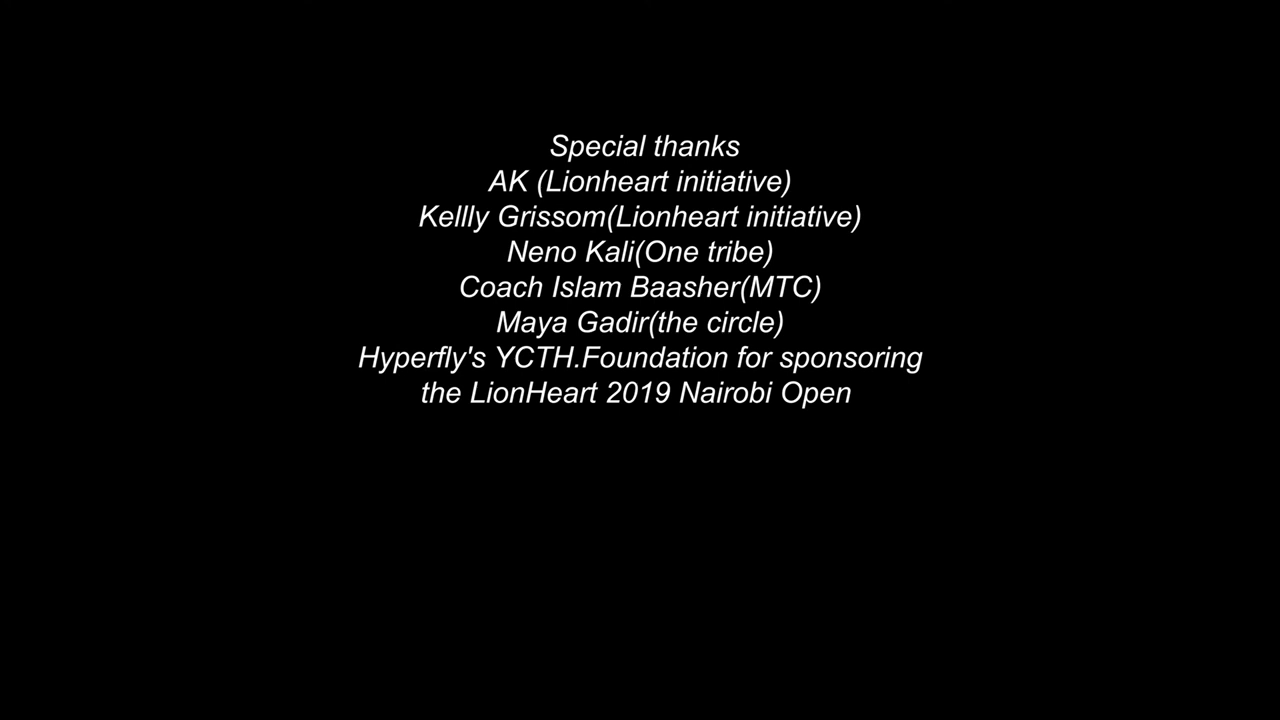 Special thanks
AK (Lionheart initiative)
Kellly Grissom(Lionheart initiative)
Neno Kali(One tribe)
Coach Islam Baasher(MTC)
Maya Gadir(the circle)
Hyperfly's YCTH.Foundation for sponsoring
the LionHeart 2019 Nairobi Open